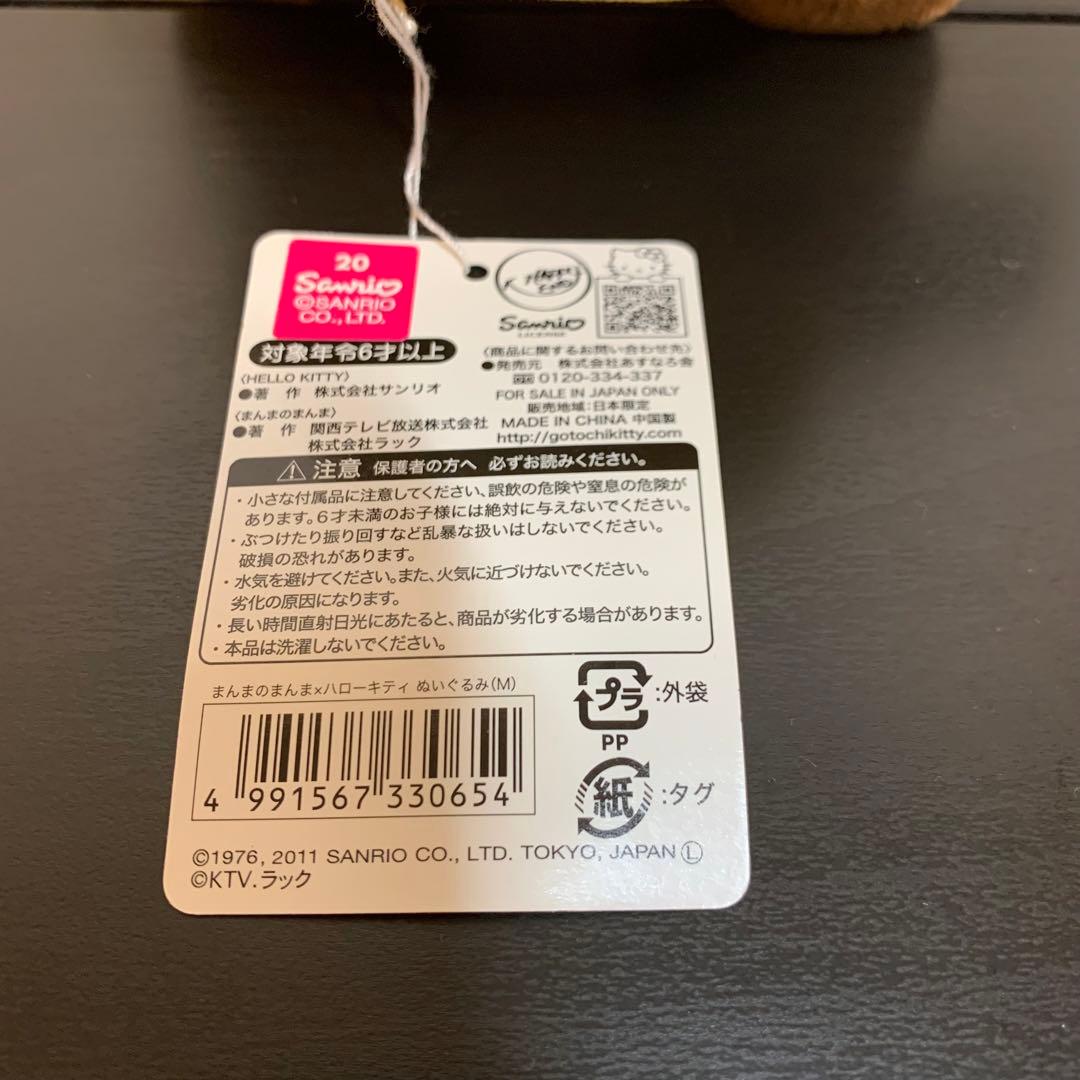 20
Sanrio
©SANRIO
CO., LTD.
対象年令6才以上
〈HELLO KITTY〉
●著 作 株式会社サンリオ
〈まんまのまんま〉
●著 作 関西テレビ放送株式会社
株式会社ラック
Sanrio
〈商品に関するお問い合わせ先〉
●発売元 株式会社あすなろ舎
0120-334-337
FOR SALE IN JAPAN ONLY
販売地域:日本限定
MADE IN CHINA 中国製
http://gotochikitty.com
注意 保護者の方へ 必ずお読みください。
・小さな付属品に注意してください、誤飲の危険や窒息の危険が
あります。6才未満のお子様には絶対に与えないでください。
・ぶつけたり振り回すなど乱暴な扱いはしないでください。
破損の恐れがあります。
・水気を避けてください。また、火気に近づけないでください。
劣化の原因になります。
・長い時間直射日光にあたると、商品が劣化する場合があります。
・本品は洗濯しないでください。
まんまのまんま×ハローキティ ぬいぐるみ(M)
4 991567 330654
プラ :外袋
PP
紙 :タグ
©1976, 2011 SANRIO CO., LTD. TOKYO, JAPAN Ⓛ
©KTV.ラック